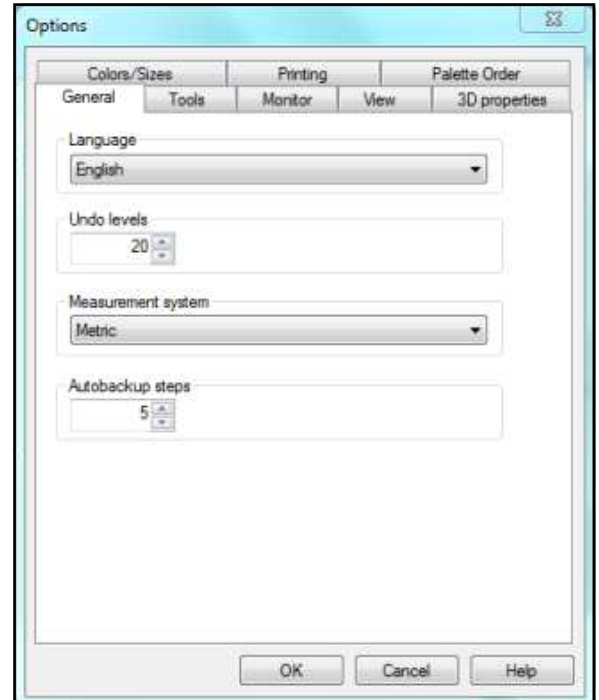 Options
Colors/Sizes Printing Palette Order
General Tools Monitor View 3D properties
Language
English
Undo levels
20
Measurement system
Metric
Autobackup steps
5
OK Cancel Help